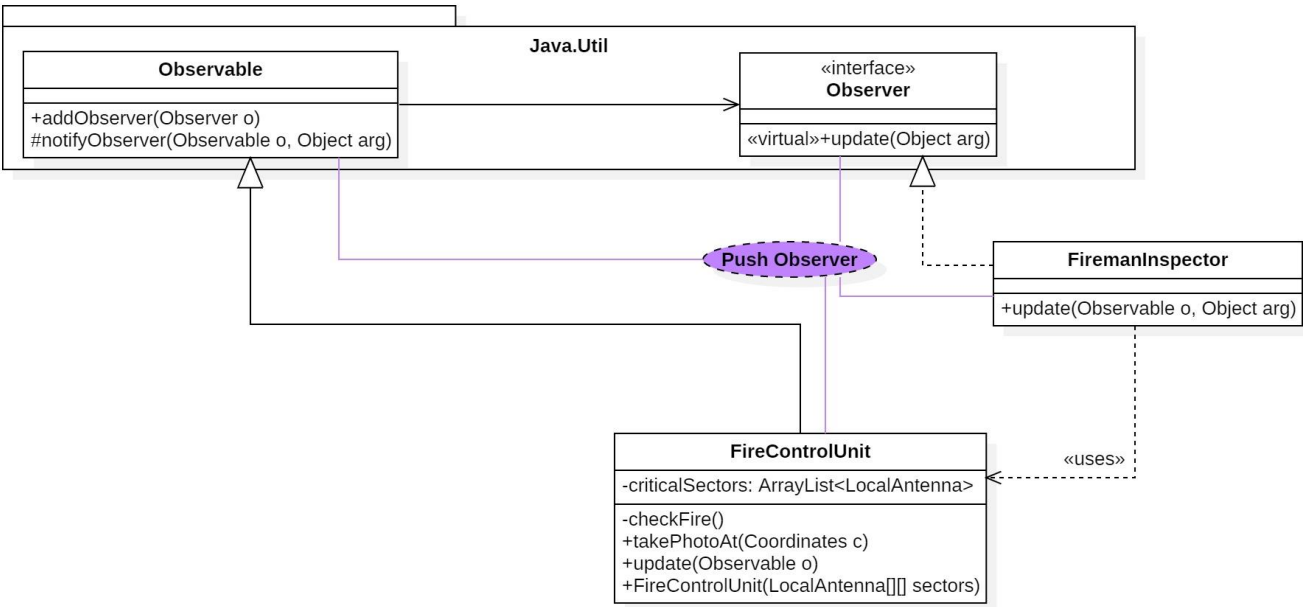 Java.Util
Observable
+addObserver(Observer o)
#notifyObserver(Observable o, Object arg)
«interface»
Observer
«virtual»+update(Object arg)
Push Observer
FiremanInspector
+update(Observable o, Object arg)
«uses»
FireControlUnit
-criticalSectors: ArrayList<LocalAntenna>
-checkFire()
+takePhotoAt(Coordinates c)
+update(Observable o)
+FireControlUnit(LocalAntenna[][] sectors)